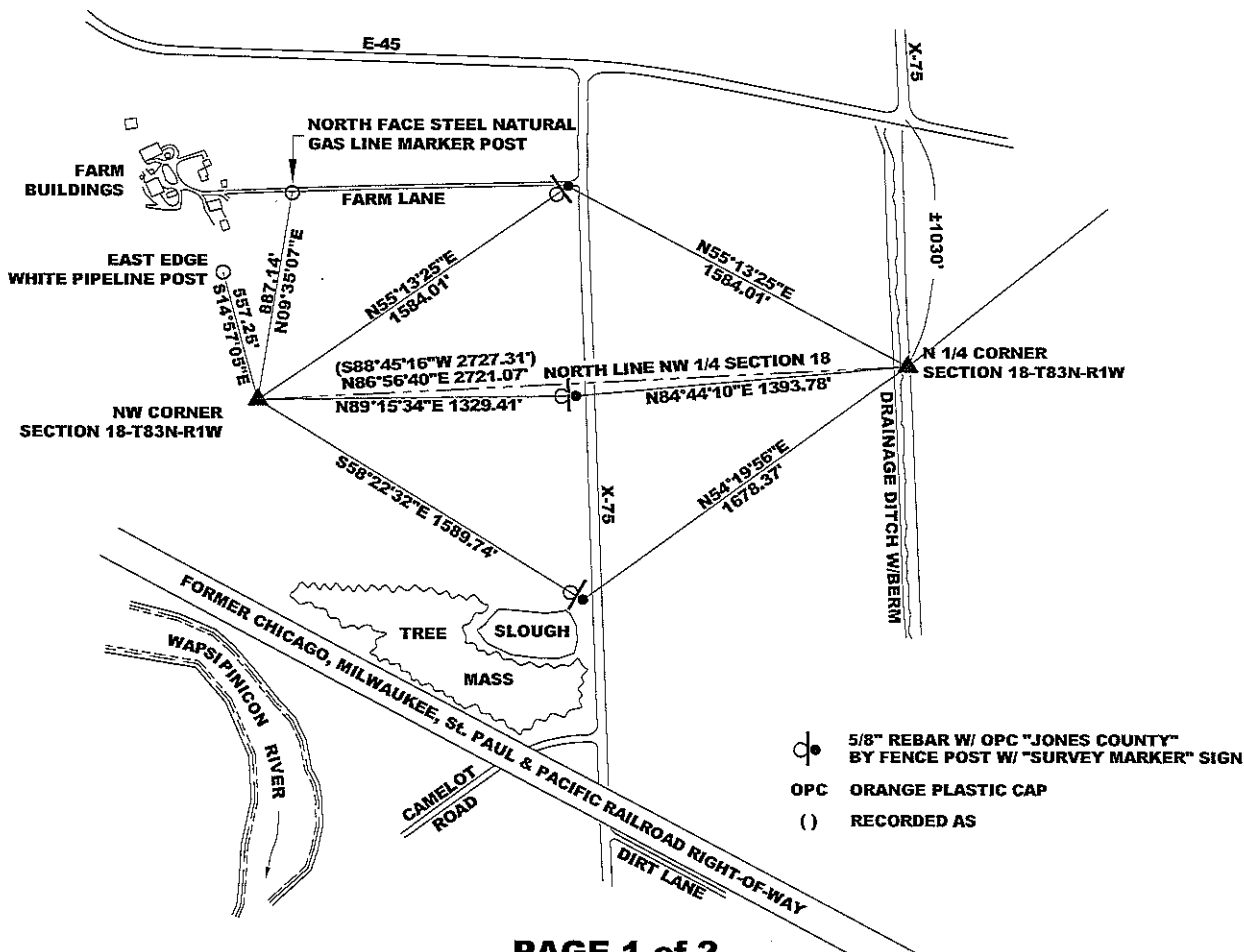 E-45
X-75
NORTH FACE STEEL NATURAL
GAS LINE MARKER POST
FARM
BUILDINGS
FARM LANE
EAST EDGE
WHITE PIPELINE POST
557.25'
S14°57'05"E
887.14'
N09°35'07"E
N55°13'25"E
1584.01'
N55°13'25"E
1584.01'
±1030'
(S88°45'16"W 2727.31')
N86°56'40"E 2721.07'
NORTH LINE NW 1/4 SECTION 18
N89°15'34"E 1329.41'
N84°44'10"E 1393.78'
N 1/4 CORNER
SECTION 18-T83N-R1W
NW CORNER
SECTION 18-T83N-R1W
S58°22'32"E 1589.74'
N54°19'56"E
1678.37'
X-75
DRAINAGE DITCH W/BERM
FORMER CHICAGO, MILWAUKEE, St. PAUL & PACIFIC RAILROAD RIGHT-OF-WAY
TREE
MASS
SLOUGH
WAPSIPINICON
RIVER
CAMELOT
ROAD
DIRT LANE
5/8" REBAR W/ OPC "JONES COUNTY"
BY FENCE POST W/ "SURVEY MARKER" SIGN
OPC ORANGE PLASTIC CAP
( ) RECORDED AS
PAGE 1 of 2